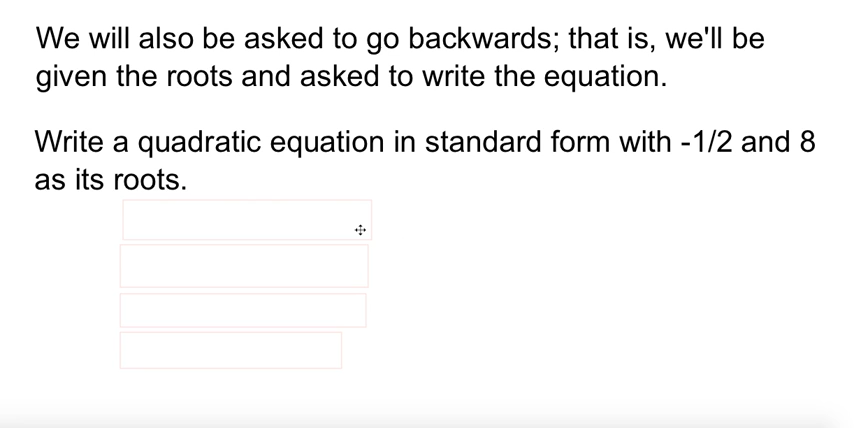 We will also be asked to go backwards; that is, we'll be
given the roots and asked to write the equation.
Write a quadratic equation in standard form with -1/2 and 8
as its roots.